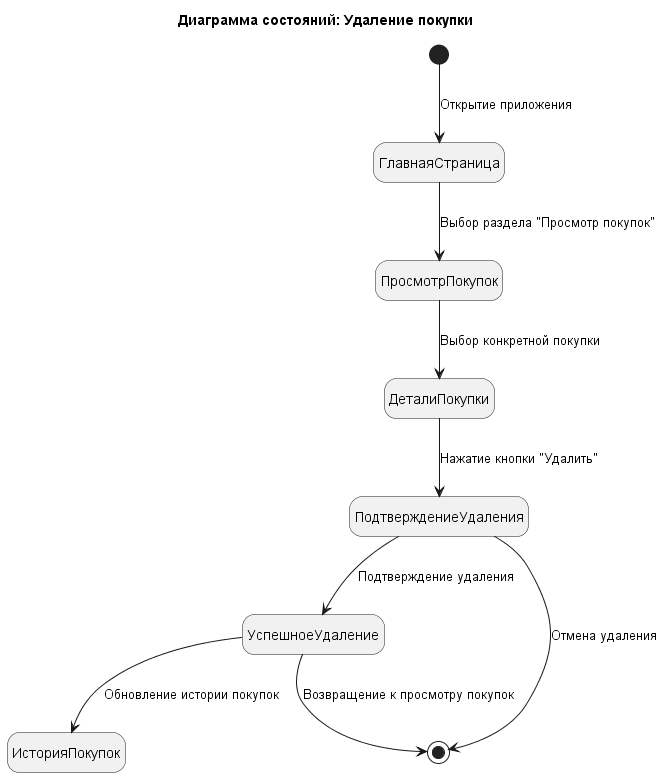 Диаграмма состояний: Удаление покупки
Открытие приложения
ГлавнаяСтраница
Выбор раздела "Просмотр покупок"
ПросмотрПокупок
Выбор конкретной покупки
ДеталиПокупки
Нажатие кнопки "Удалить"
ПодтверждениеУдаления
Подтверждение удаления
УспешноеУдаление
Отмена удаления
Обновление истории покупок
Возвращение к просмотру покупок
ИсторияПокупок